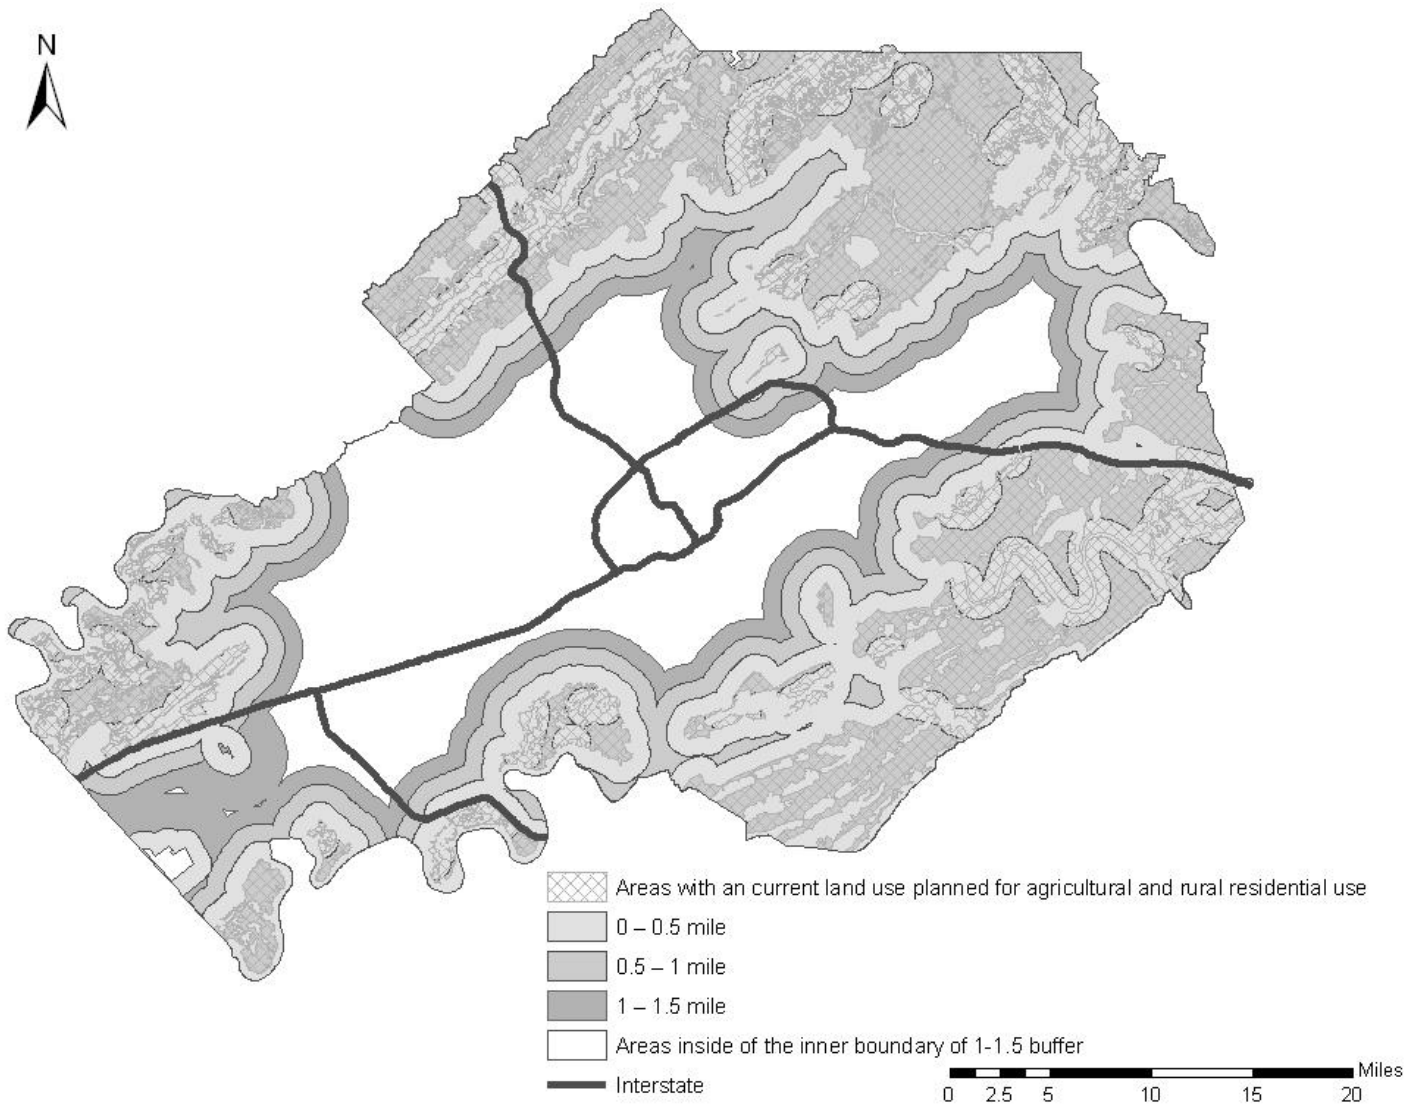 N
Areas with an current land use planned for agricultural and rural residential use
0 – 0.5 mile
0.5 – 1 mile
1 – 1.5 mile
Areas inside of the inner boundary of 1-1.5 buffer
Interstate
Miles
0 2.5 5 10 15 20